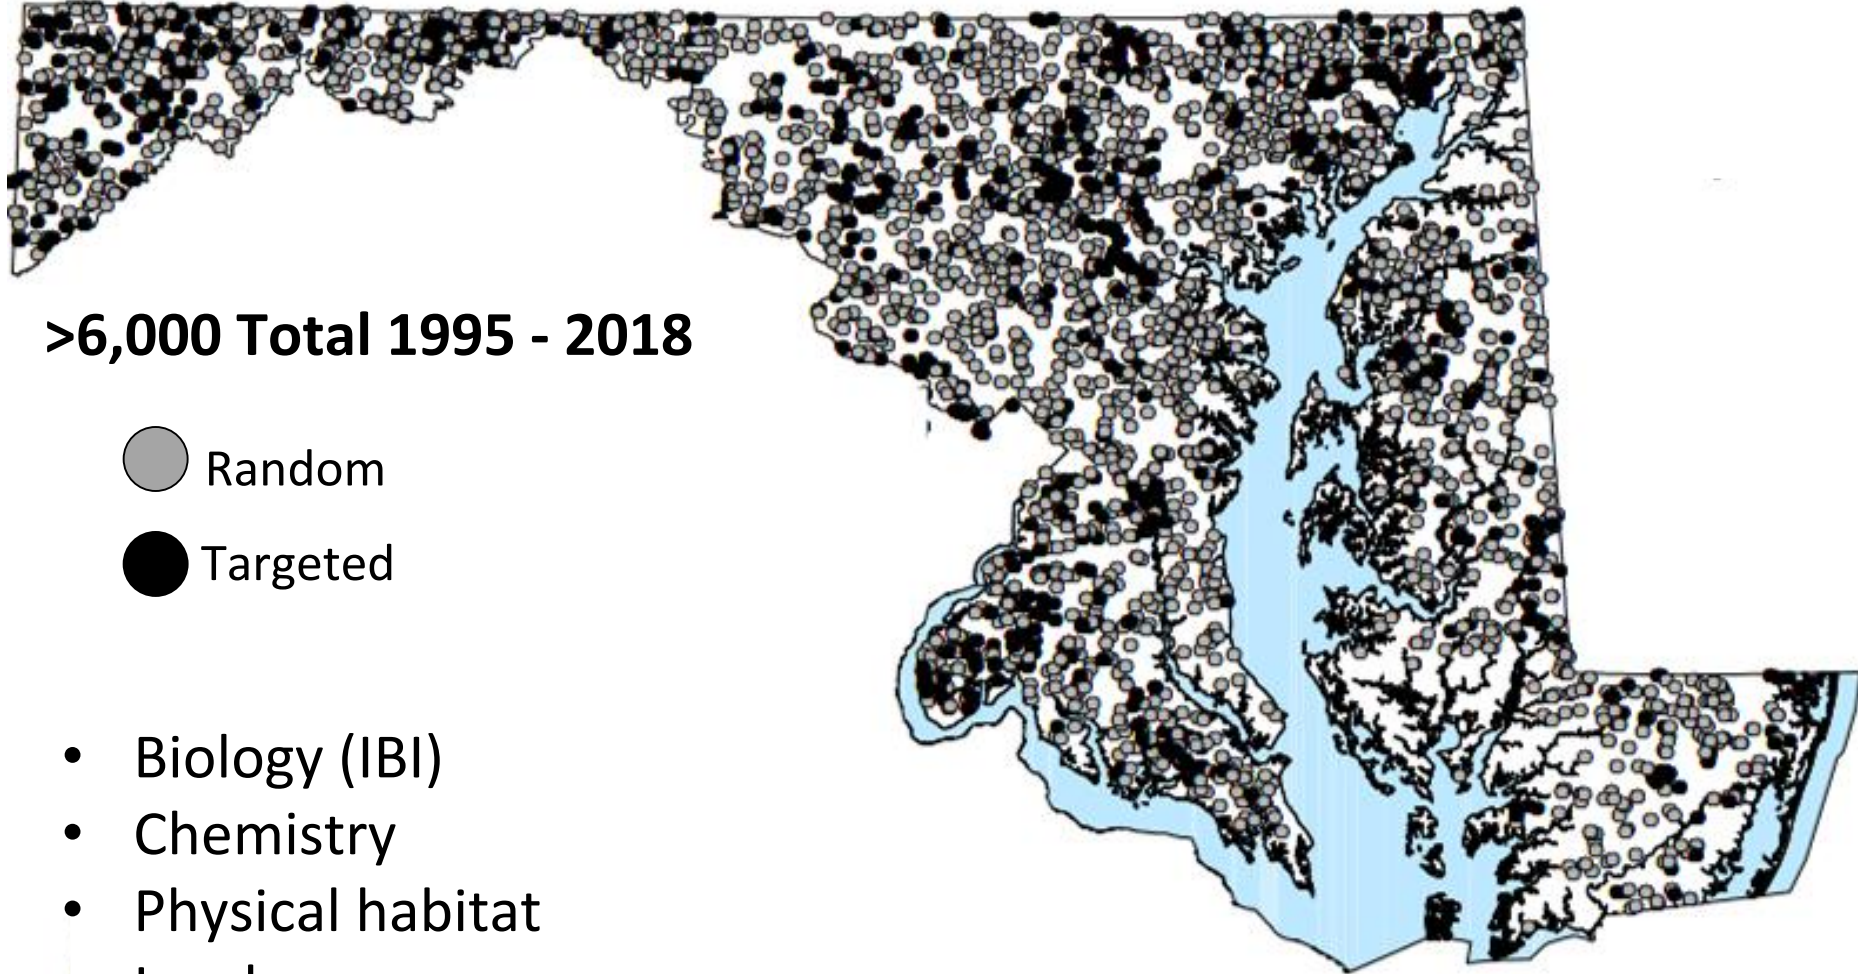 >6,000 Total 1995 - 2018
Random
Targeted
• Biology (IBI)
• Chemistry
• Physical habitat